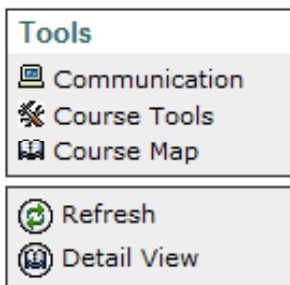 Tools
Communication
Course Tools
Course Map
Refresh
Detail View